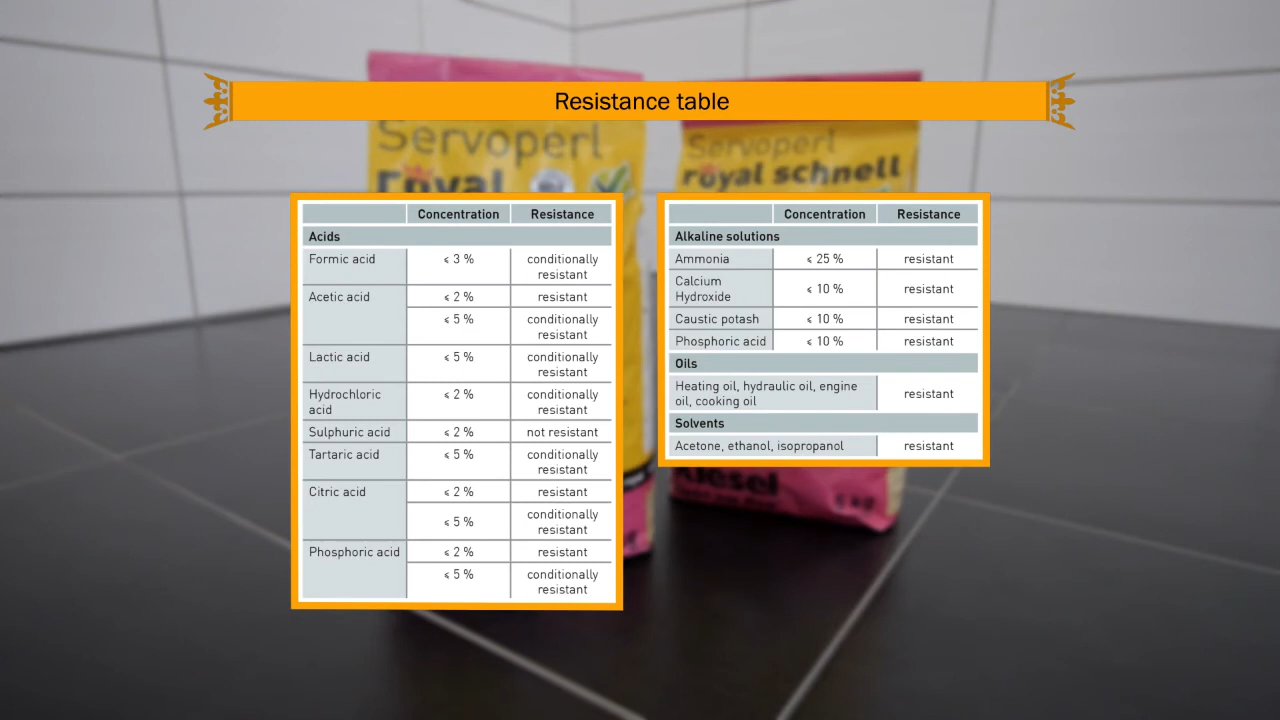 Resistance table
Servoperl
royal
Servoperl
royal schnell
Concentration Resistance
Acids
Formic acid ≤ 3 % conditionally
resistant
Acetic acid ≤ 2 % resistant
≤ 5 % conditionally
resistant
Lactic acid ≤ 5 % conditionally
resistant
Hydrochloric ≤ 2 % conditionally
acid resistant
Sulphuric acid ≤ 2 % not resistant
Tartaric acid ≤ 5 % conditionally
resistant
Citric acid ≤ 2 % resistant
≤ 5 % conditionally
resistant
Phosphoric acid ≤ 2 % resistant
≤ 5 % conditionally
resistant
Concentration Resistance
Alkaline solutions
Ammonia ≤ 25 % resistant
Calcium
Hydroxide ≤ 10 % resistant
Caustic potash ≤ 10 % resistant
Phosphoric acid ≤ 10 % resistant
Oils
Heating oil, hydraulic oil, engine
oil, cooking oil resistant
Solvents
Acetone, ethanol, isopropanol resistant
Kiesel